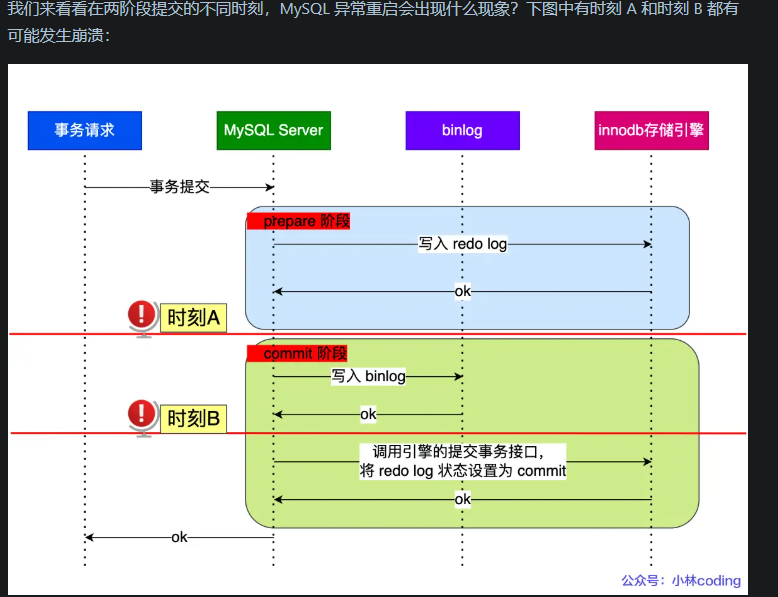 我们来看看在两阶段提交的不同时刻，MySQL 异常重启会出现什么现象？下图中有时刻 A 和时刻 B 都有
可能发生崩溃：
事务请求
MySQL Server
binlog
innodb存储引擎
事务提交
prepare 阶段
写入 redo log
ok
时刻A
commit 阶段
写入 binlog
ok
时刻B
调用引擎的提交事务接口，
将 redo log 状态设置为 commit
ok
ok
公众号：小林coding